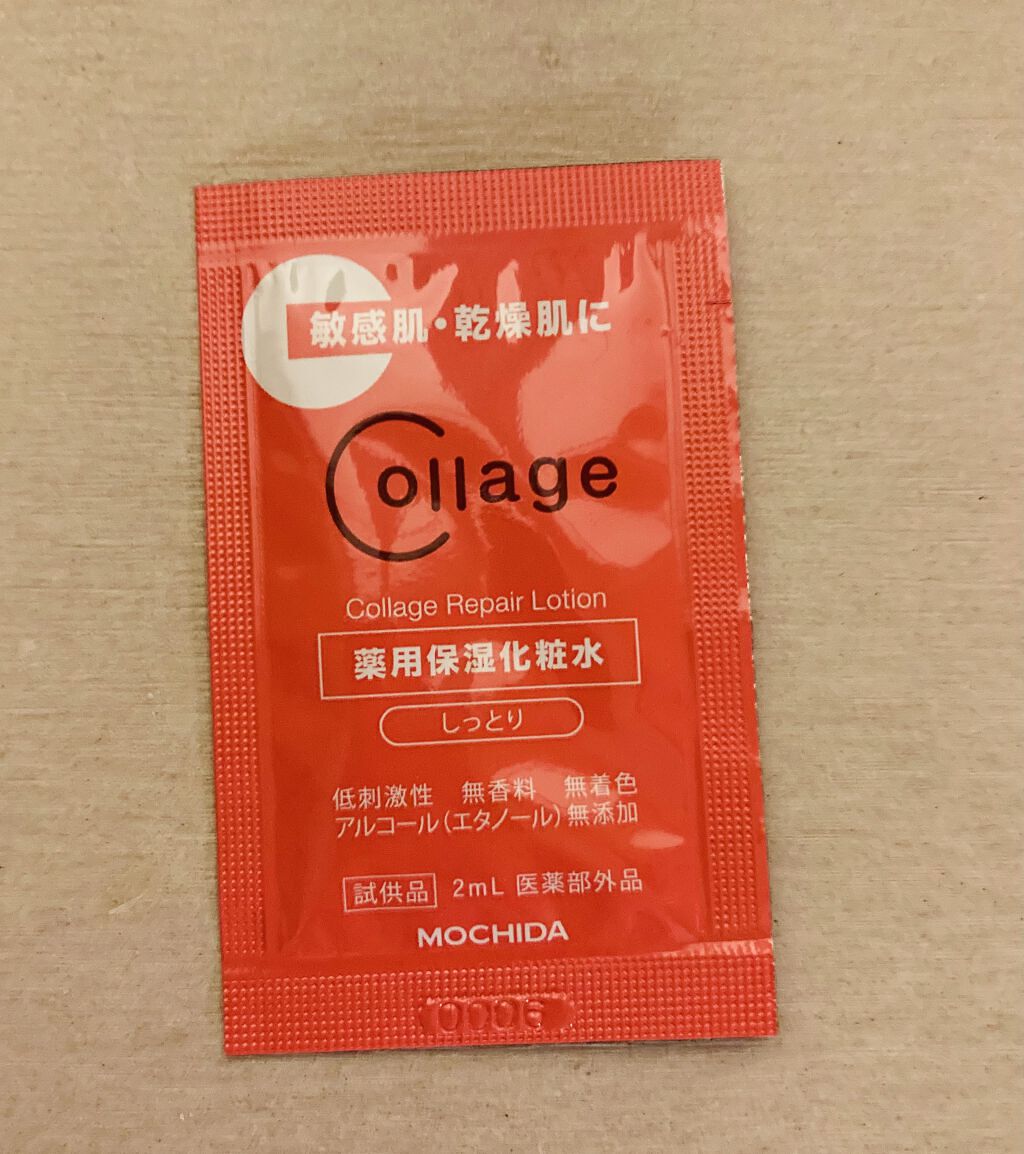 敏感肌・乾燥肌に
Collage
Collage Repair Lotion
薬用保湿化粧水
しっとり
低刺激性 無香料 無着色
アルコール(エタノール)無添加
試供品 2mL 医薬部外品
MOCHIDA